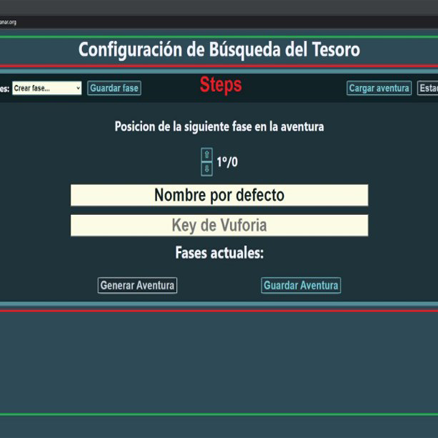 onar.org
Configuración de Búsqueda del Tesoro
es: Crear fase... Guardar fase Steps Cargar aventura Esta
Posicion de la siguiente fase en la aventura
1º/0
Nombre por defecto
Key de Vuforia
Fases actuales:
Generar Aventura Guardar Aventura